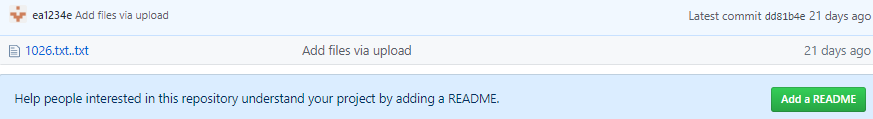 ea1234e Add files via upload Latest commit dd81b4e 21 days ago
1026.txt..txt Add files via upload 21 days ago
Help people interested in this repository understand your project by adding a README. Add a README